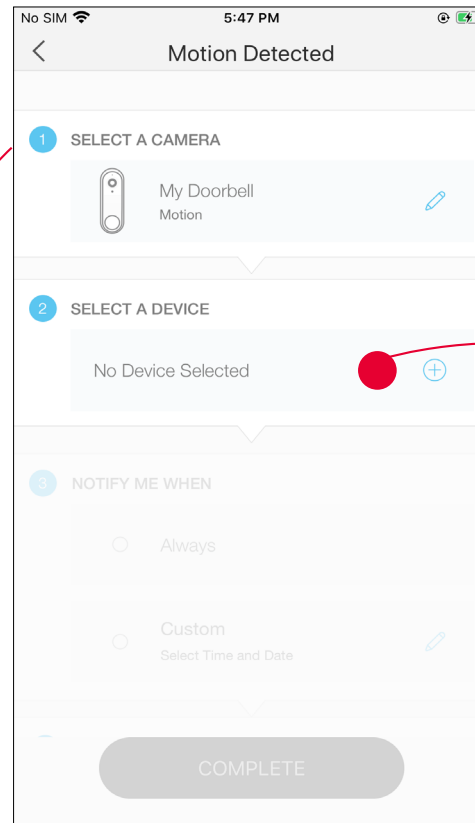 No SIM 5:47 PM
Motion Detected
1 SELECT A CAMERA
My Doorbell
Motion
2 SELECT A DEVICE
No Device Selected
3 NOTIFY ME WHEN
Always
Custom
Select Time and Date
COMPLETE